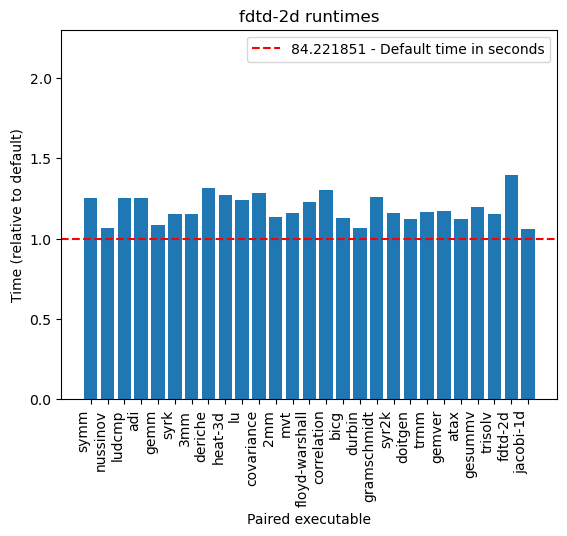 fdtd-2d runtimes
84.221851 - Default time in seconds
Time (relative to default)
2.0
1.5
1.0
0.5
0.0
symm
nussinov
ludcmp
adi
gemm
syrk
3mm
deriche
heat-3d
lu
covariance
2mm
mvt
floyd-warshall
correlation
bicg
durbin
gramschmidt
syr2k
doitgen
trmm
gemver
atax
gesummv
trisolv
fdtd-2d
jacobi-1d
Paired executable